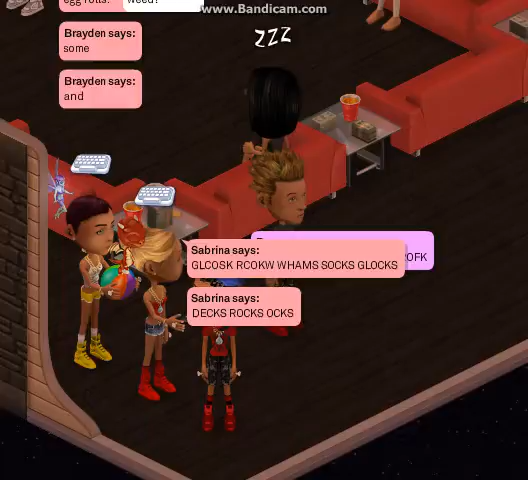 www.Bandicam.com
egg rolls?
weed?
zzz
Brayden says:
some
Brayden says:
and
Sabrina says:
GLCOSK RCOKW WHAMS SOCKS GLOCKS
OFK
Sabrina says:
DECKS ROCKS OCKS